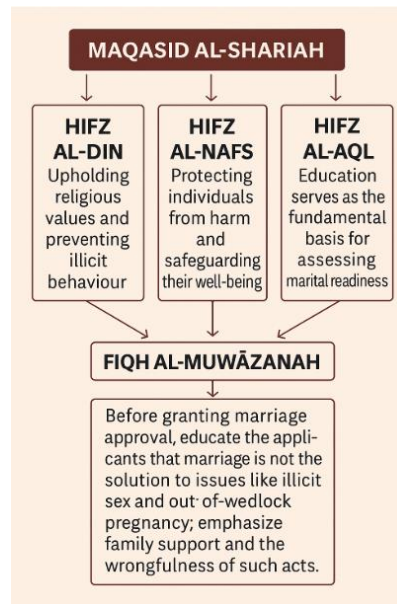 MAQASID AL-SHARIAH
HIFZ
AL-DIN
Upholding
religious
values and
preventing
illicit
behaviour
HIFZ
AL-NAFS
Protecting
individuals
from harm
and
safeguarding
their well-being
HIFZ
AL-AQL
Education
serves as the
fundamental
basis for
assessing
marital readiness
FIQH AL-MUWĀZANAH
Before granting marriage
approval, educate the appli-
cants that marriage is not the
solution to issues like illicit
sex and out-of-wedlock
pregnancy; emphasize
family support and the
wrongfulness of such acts.